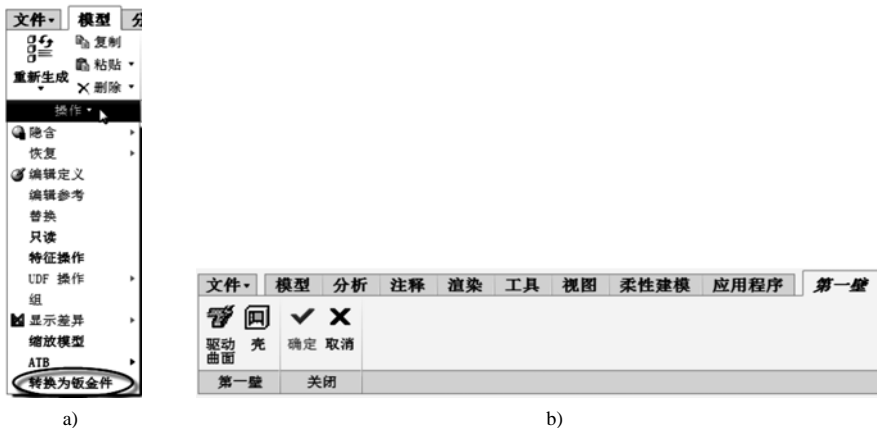 文件 模型 分
复制
粘贴
重新生成
删除
操作
隐含
恢复
编辑定义
编辑参考
替换
只读
特征操作
UDF 操作
组
显示差异
缩放模型
ATB
转换为钣金件
a)
文件 模型 分析 注释 渲染 工具 视图 柔性建模 应用程序 第一壁
驱动曲面 壳 确定 取消
第一壁 关闭
b)